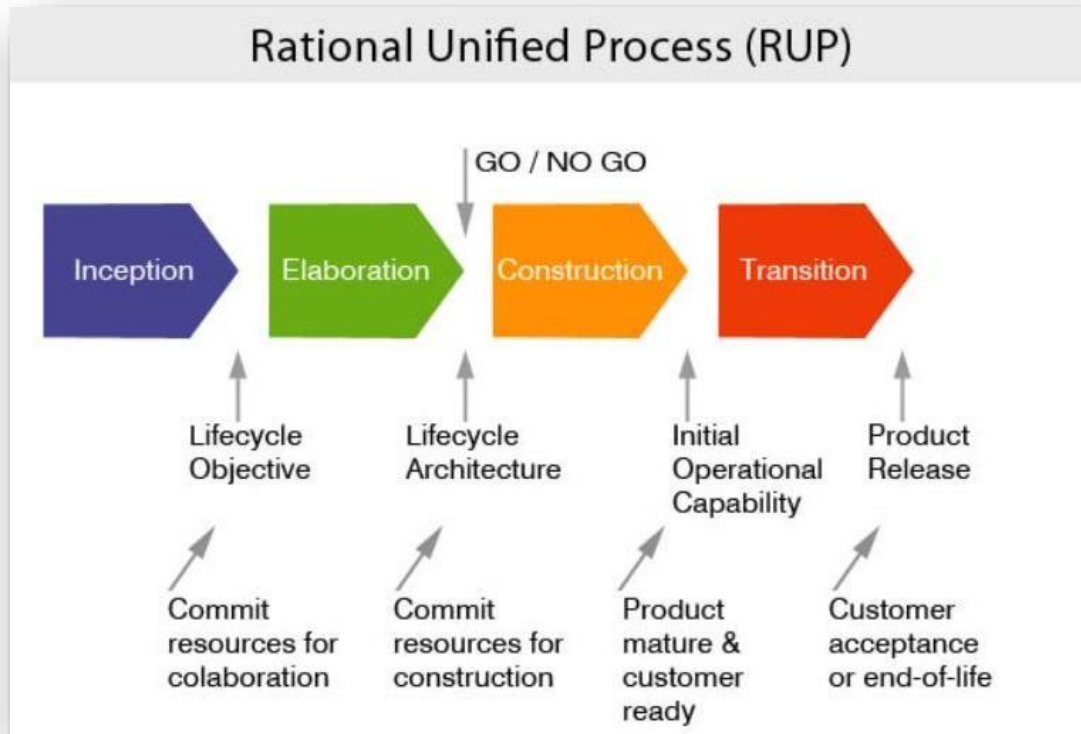 Rational Unified Process (RUP)
GO / NO GO
Inception
Elaboration
Construction
Transition
Lifecycle
Objective
Lifecycle
Architecture
Initial
Operational
Capability
Product
Release
Commit
resources for
colaboration
Commit
resources for
construction
Product
mature &
customer
ready
Customer
acceptance
or end-of-life